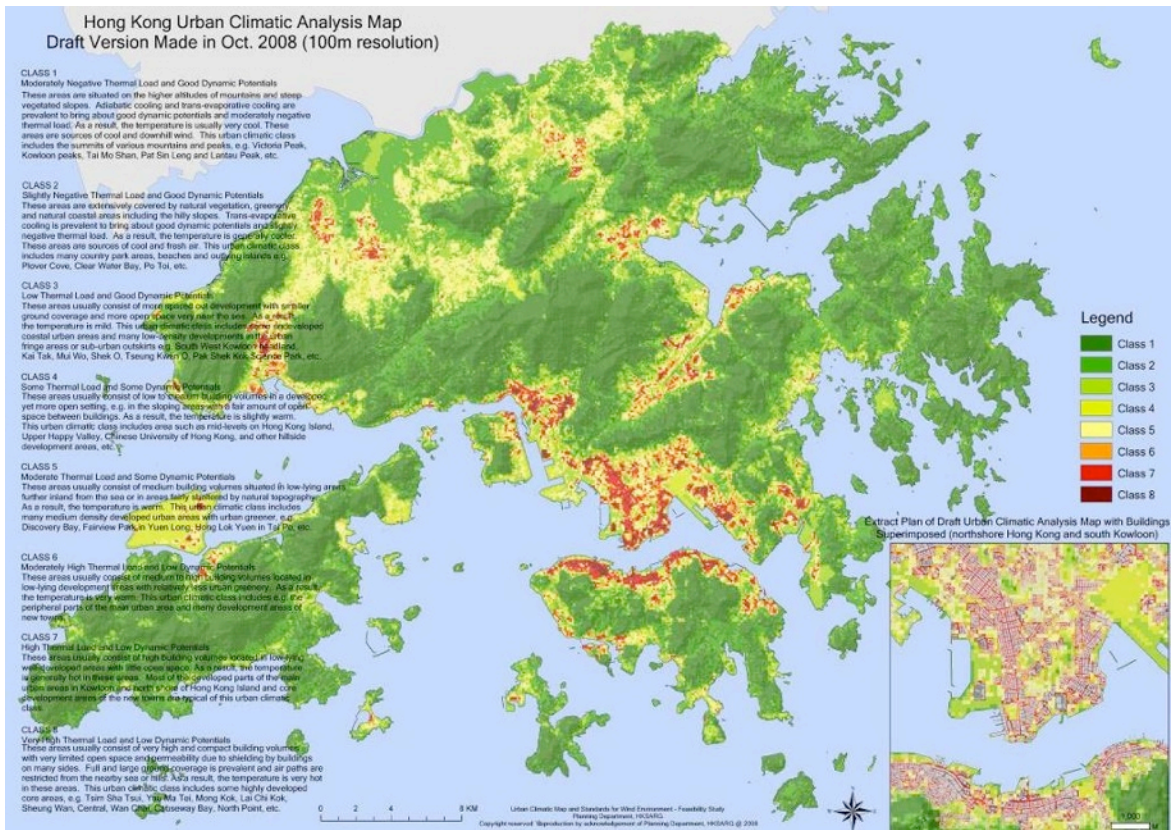 Hong Kong Urban Climatic Analysis Map
Draft Version Made in Oct. 2008 (100m resolution)
CLASS 1
Moderately Negative Thermal Load and Good Dynamic Potentials
These areas are situated on the higher altitudes of mountains and steep
vegetated slopes. Adiabatic cooling and trans-evaporative cooling are
prevalent to bring about good dynamic potentials and moderately negative
thermal load. As a result, the temperature is usually very cool. These
areas are sources of cool and downhill wind. This urban climatic class
includes the summits of various mountains and peaks, e.g. Victoria Peak,
Kowloon peaks, Tai Mo Shan, Pat Sin Leng and Lantau Peak, etc.
CLASS 2
Slightly Negative Thermal Load and Good Dynamic Potentials
These areas are extensively covered by natural vegetation, greenery,
and natural coastal areas including the hilly slopes. Trans-evaporative
cooling is prevalent to bring about good dynamic potentials and slightly
negative thermal load. As a result, the temperature is generally cooler.
These areas are sources of cool and fresh air. This urban climatic class
includes many country park areas, beaches and outlying islands e.g.
Plover Cove, Clear Water Bay, Po Toi, etc.
CLASS 3
Low Thermal Load and Good Dynamic Potentials
These areas usually consist of more spaced out development with smaller
ground coverage and more open space very near the sea. As a result,
the temperature is mild. This urban climatic class includes some undeveloped
coastal urban areas and many low-density developments in the urban
fringe areas or sub-urban outskirts e.g. South West Kowloon headland,
Kai Tak, Mui Wo, Shek O, Tseung Kwan O, Pak Shek Kok Science Park, etc.
CLASS 4
Some Thermal Load and Some Dynamic Potentials
These areas usually consist of low to medium building volumes in a developed
yet more open setting, e.g. in the sloping areas with a fair amount of open
space between buildings. As a result, the temperature is slightly warm.
This urban climatic class includes area such as mid-levels on Hong Kong Island,
Upper Happy Valley, Chinese University of Hong Kong, and other hillside
development areas, etc.
CLASS 5
Moderate Thermal Load and Some Dynamic Potentials
These areas usually consist of medium building volumes situated in low-lying areas
further inland from the sea or in areas fairly sheltered by natural topography.
As a result, the temperature is warm. This urban climatic class includes
many medium density developed urban areas with urban greenery, e.g.
Discovery Bay, Fairview Park in Yuen Long, Hong Lok Yuen in Tai Po, etc.
CLASS 6
Moderately High Thermal Load and Low Dynamic Potentials
These areas usually consist of medium to high building volumes located in
low-lying development areas with relatively less urban greenery. As a result,
the temperature is very warm. This urban climatic class includes e.g. the
peripheral parts of the main urban area and many development areas of
new towns.
CLASS 7
High Thermal Load and Low Dynamic Potentials
These areas usually consist of high building volumes located in low-lying
well-developed areas with little open space. As a result, the temperature
is generally hot in these areas. Most of the developed parts of the main
urban areas in Kowloon and north shore of Hong Kong Island and core
development areas of the new towns are typical of this urban climatic
class.
CLASS 8
Very High Thermal Load and Low Dynamic Potentials
These areas usually consist of very high and compact building volumes
with very limited open space and permeability due to shielding by buildings
on many sides. Full and large ground coverage is prevalent and air paths are
restricted from the nearby sea or hills. As a result, the temperature is very hot
in these areas. This urban climatic class includes some highly developed
core areas, e.g. Tsim Sha Tsui, Yau Ma Tei, Mong Kok, Lai Chi Kok,
Sheung Wan, Central, Wan Chai, Causeway Bay, North Point, etc.
Legend
Class 1
Class 2
Class 3
Class 4
Class 5
Class 6
Class 7
Class 8
Extract Plan of Draft Urban Climatic Analysis Map with Buildings
Superimposed (northshore Hong Kong and south Kowloon)
0 2 4 8 KM
Urban Climatic Map and Standards for Wind Environment - Feasibility Study
Planning Department, HKSARG
Copyright reserved Reproduction by acknowledgement of Planning Department, HKSARG @ 2008
1,000